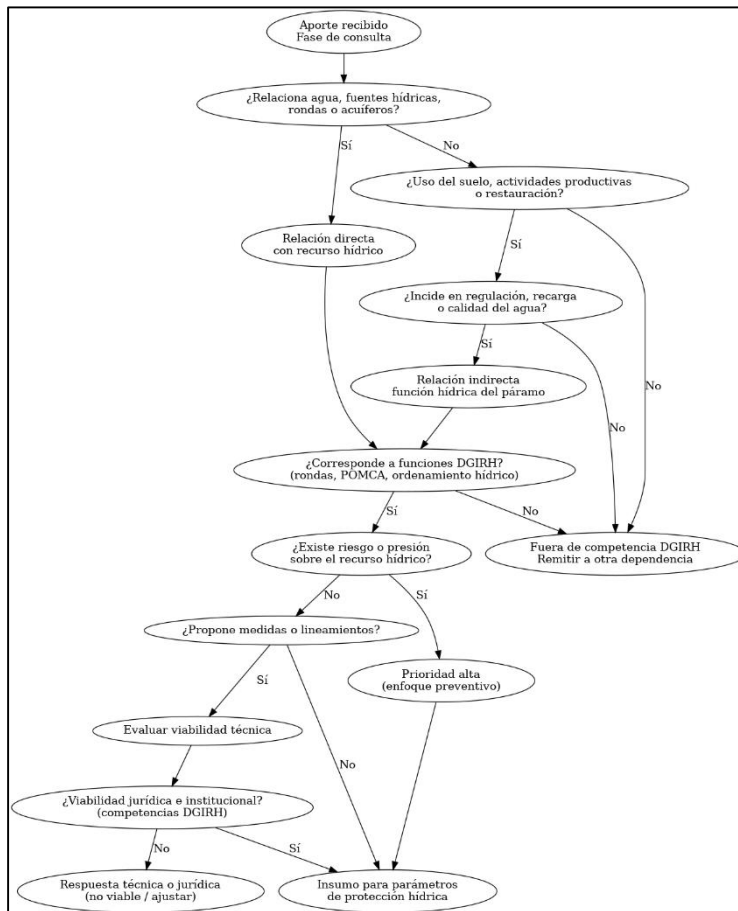 Aporte recibido
Fase de consulta
¿Relaciona agua, fuentes hídricas,
rondas o acuíferos?
Sí
No
¿Uso del suelo, actividades productivas
o restauración?
Relación directa
con recurso hídrico
Sí
¿Incide en regulación, recarga
o calidad del agua?
Sí
No
Relación indirecta
función hídrica del páramo
No
¿Corresponde a funciones DGIRH?
(rondas, POMCA, ordenamiento hídrico)
Sí
No
¿Existe riesgo o presión
sobre el recurso hídrico?
Fuera de competencia DGIRH
Remitir a otra dependencia
No
Sí
¿Propone medidas o lineamientos?
Prioridad alta
(enfoque preventivo)
Sí
Evaluar viabilidad técnica
No
¿Viabilidad jurídica e institucional?
(competencias DGIRH)
No
Sí
Respuesta técnica o jurídica
(no viable / ajustar)
Insumo para parámetros
de protección hídrica